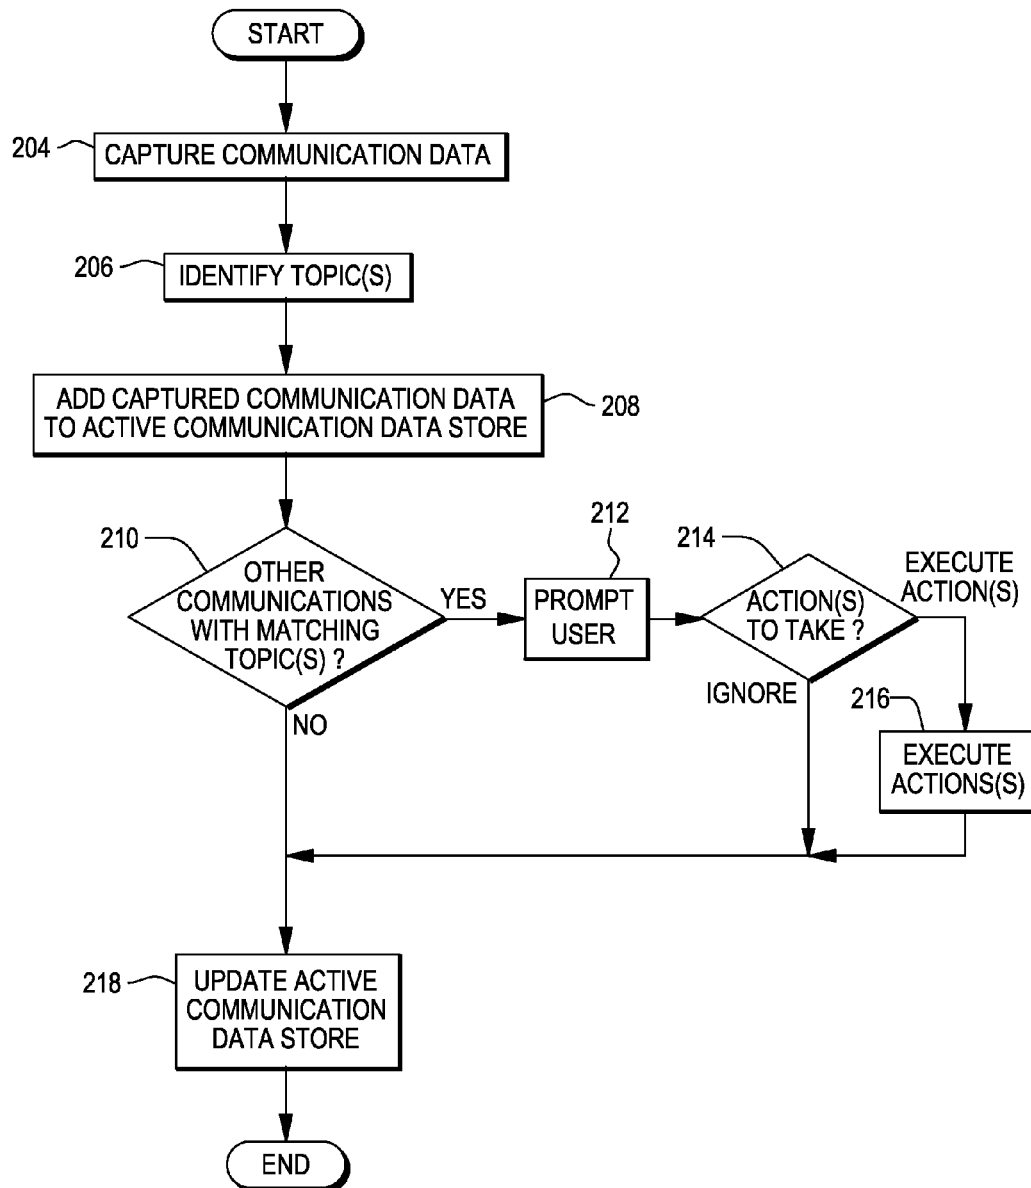 START
204
CAPTURE COMMUNICATION DATA
206
IDENTIFY TOPIC(S)
ADD CAPTURED COMMUNICATION DATA
TO ACTIVE COMMUNICATION DATA STORE
208
210
OTHER
COMMUNICATIONS
WITH MATCHING
TOPIC(S) ?
YES
NO
212
PROMPT
USER
214
ACTION(S)
TO TAKE ?
EXECUTE
ACTION(S)
IGNORE
216
EXECUTE
ACTIONS(S)
218
UPDATE ACTIVE
COMMUNICATION
DATA STORE
END